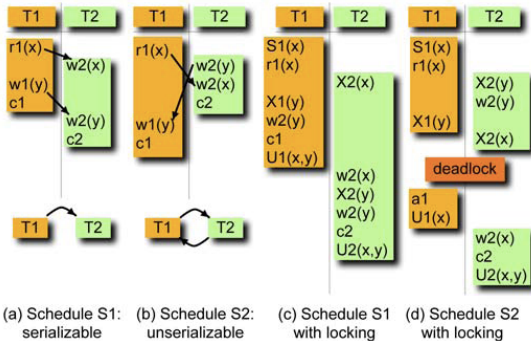 T1 T2
r1(x)
w2(x)
w1(y)
c1
w2(y)
c2
T1 T2
(a) Schedule S1:
serializable
T1 T2
r1(x)
w2(y)
w2(x)
c2
w1(y)
c1
T1 T2
(b) Schedule S2:
unserializable
T1 T2
S1(x)
r1(x)
X2(x)
X1(y)
w2(y)
c1
U1(x,y)
w2(x)
X2(y)
w2(y)
c2
U2(x,y)
(c) Schedule S1
with locking
T1 T2
S1(x)
r1(x)
X2(y)
w2(y)
X1(y)
X2(x)
deadlock
a1
U1(x)
w2(x)
c2
U2(x,y)
(d) Schedule S2
with locking